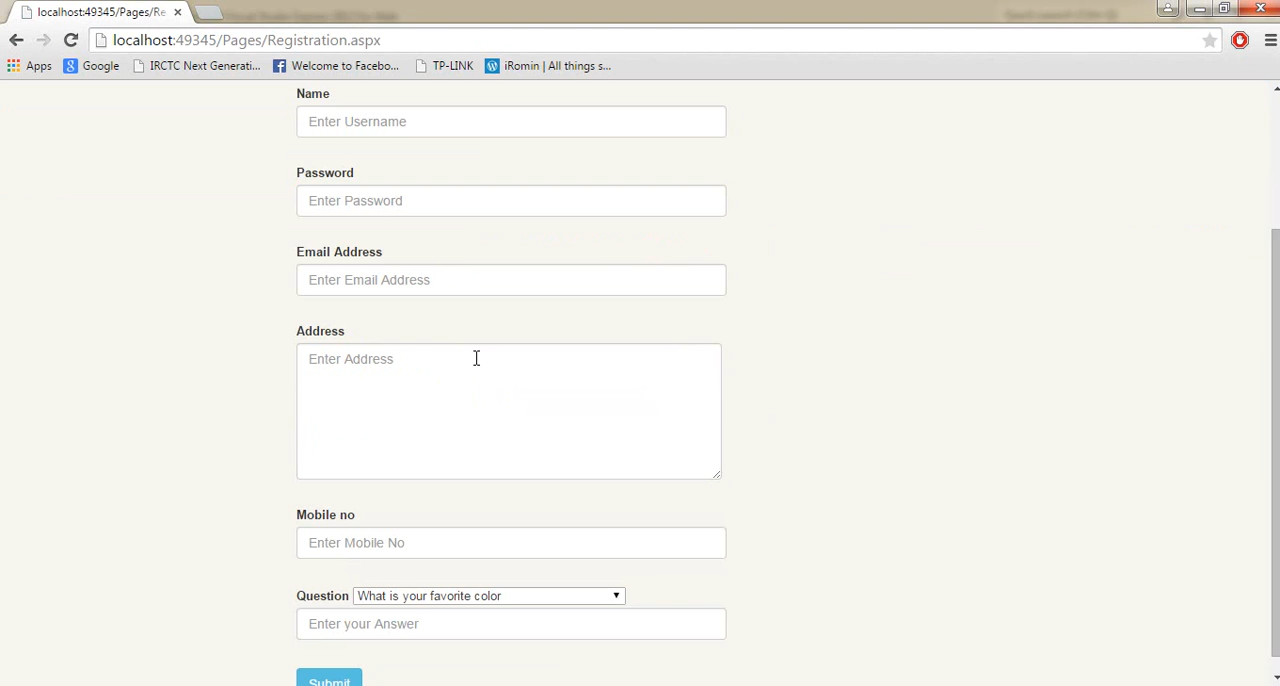 localhost:49345/Pages/Re
localhost:49345/Pages/Registration.aspx
Apps Google IRCTC Next Generati... Welcome to Facebo... TP-LINK iRomin | All things s...
Name
Enter Username
Password
Enter Password
Email Address
Enter Email Address
Address
Enter Address
Mobile no
Enter Mobile No
Question What is your favorite color
Enter your Answer
Submit